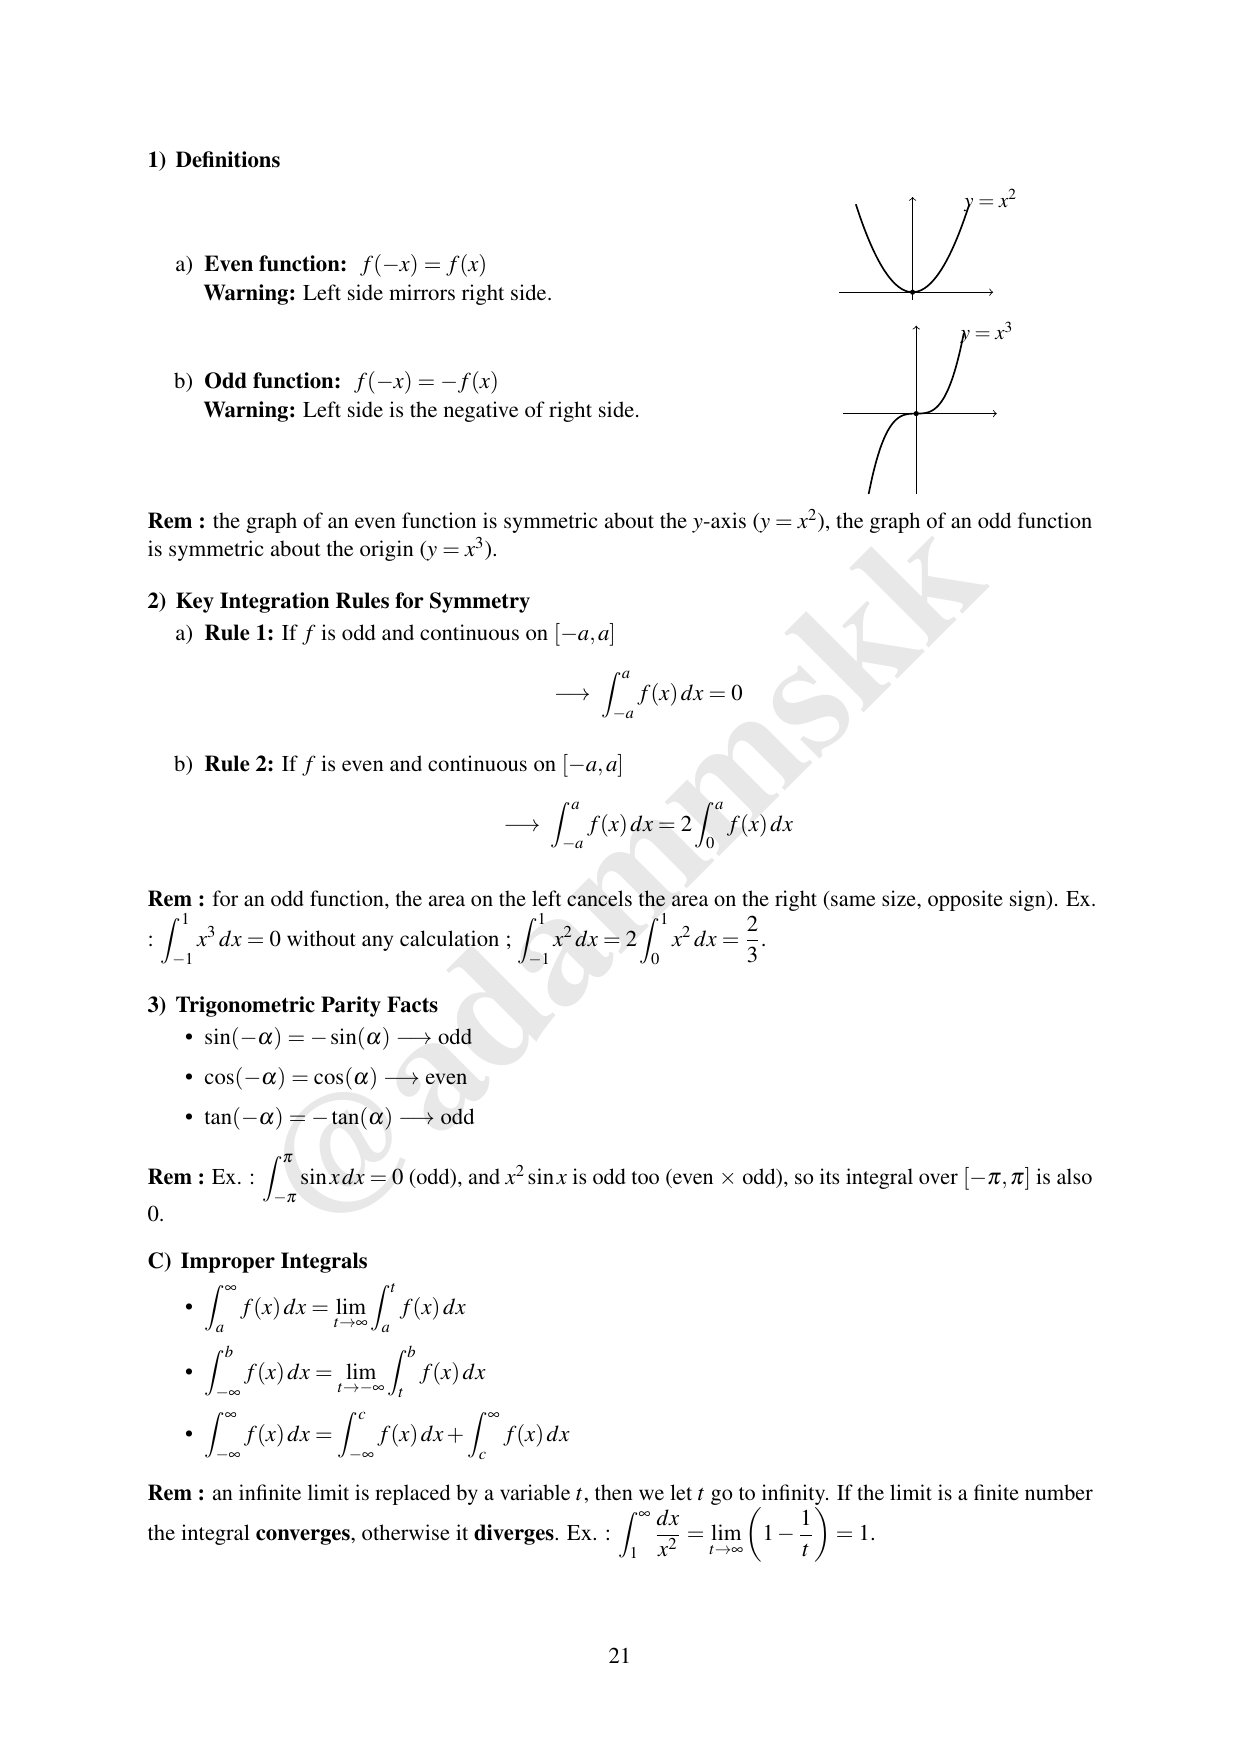 1) Definitions
y = x²
a) Even function: f(−x) = f(x)
Warning: Left side mirrors right side.
y = x³
b) Odd function: f(−x) = −f(x)
Warning: Left side is the negative of right side.
Rem : the graph of an even function is symmetric about the y-axis (y = x²), the graph of an odd function
is symmetric about the origin (y = x³).
2) Key Integration Rules for Symmetry
a) Rule 1: If f is odd and continuous on [−a,a]
⟶ ∫_{−a}^{a} f(x) dx = 0
b) Rule 2: If f is even and continuous on [−a,a]
⟶ ∫_{−a}^{a} f(x) dx = 2 ∫_{0}^{a} f(x) dx
Rem : for an odd function, the area on the left cancels the area on the right (same size, opposite sign). Ex.
: ∫_{−1}^{1} x³ dx = 0 without any calculation ; ∫_{−1}^{1} x² dx = 2 ∫_{0}^{1} x² dx = 2/3.
3) Trigonometric Parity Facts
• sin(−α) = −sin(α) ⟶ odd
• cos(−α) = cos(α) ⟶ even
• tan(−α) = −tan(α) ⟶ odd
Rem : Ex. : ∫_{−π}^{π} sin x dx = 0 (odd), and x² sin x is odd too (even × odd), so its integral over [−π,π] is also
0.
C) Improper Integrals
• ∫_{a}^{∞} f(x) dx = lim_{t→∞} ∫_{a}^{t} f(x) dx
• ∫_{−∞}^{b} f(x) dx = lim_{t→−∞} ∫_{t}^{b} f(x) dx
• ∫_{−∞}^{∞} f(x) dx = ∫_{−∞}^{c} f(x) dx + ∫_{c}^{∞} f(x) dx
Rem : an infinite limit is replaced by a variable t, then we let t go to infinity. If the limit is a finite number
the integral converges, otherwise it diverges. Ex. : ∫_{1}^{∞} dx/x² = lim_{t→∞} (1 − 1/t) = 1.
21
@adammskk